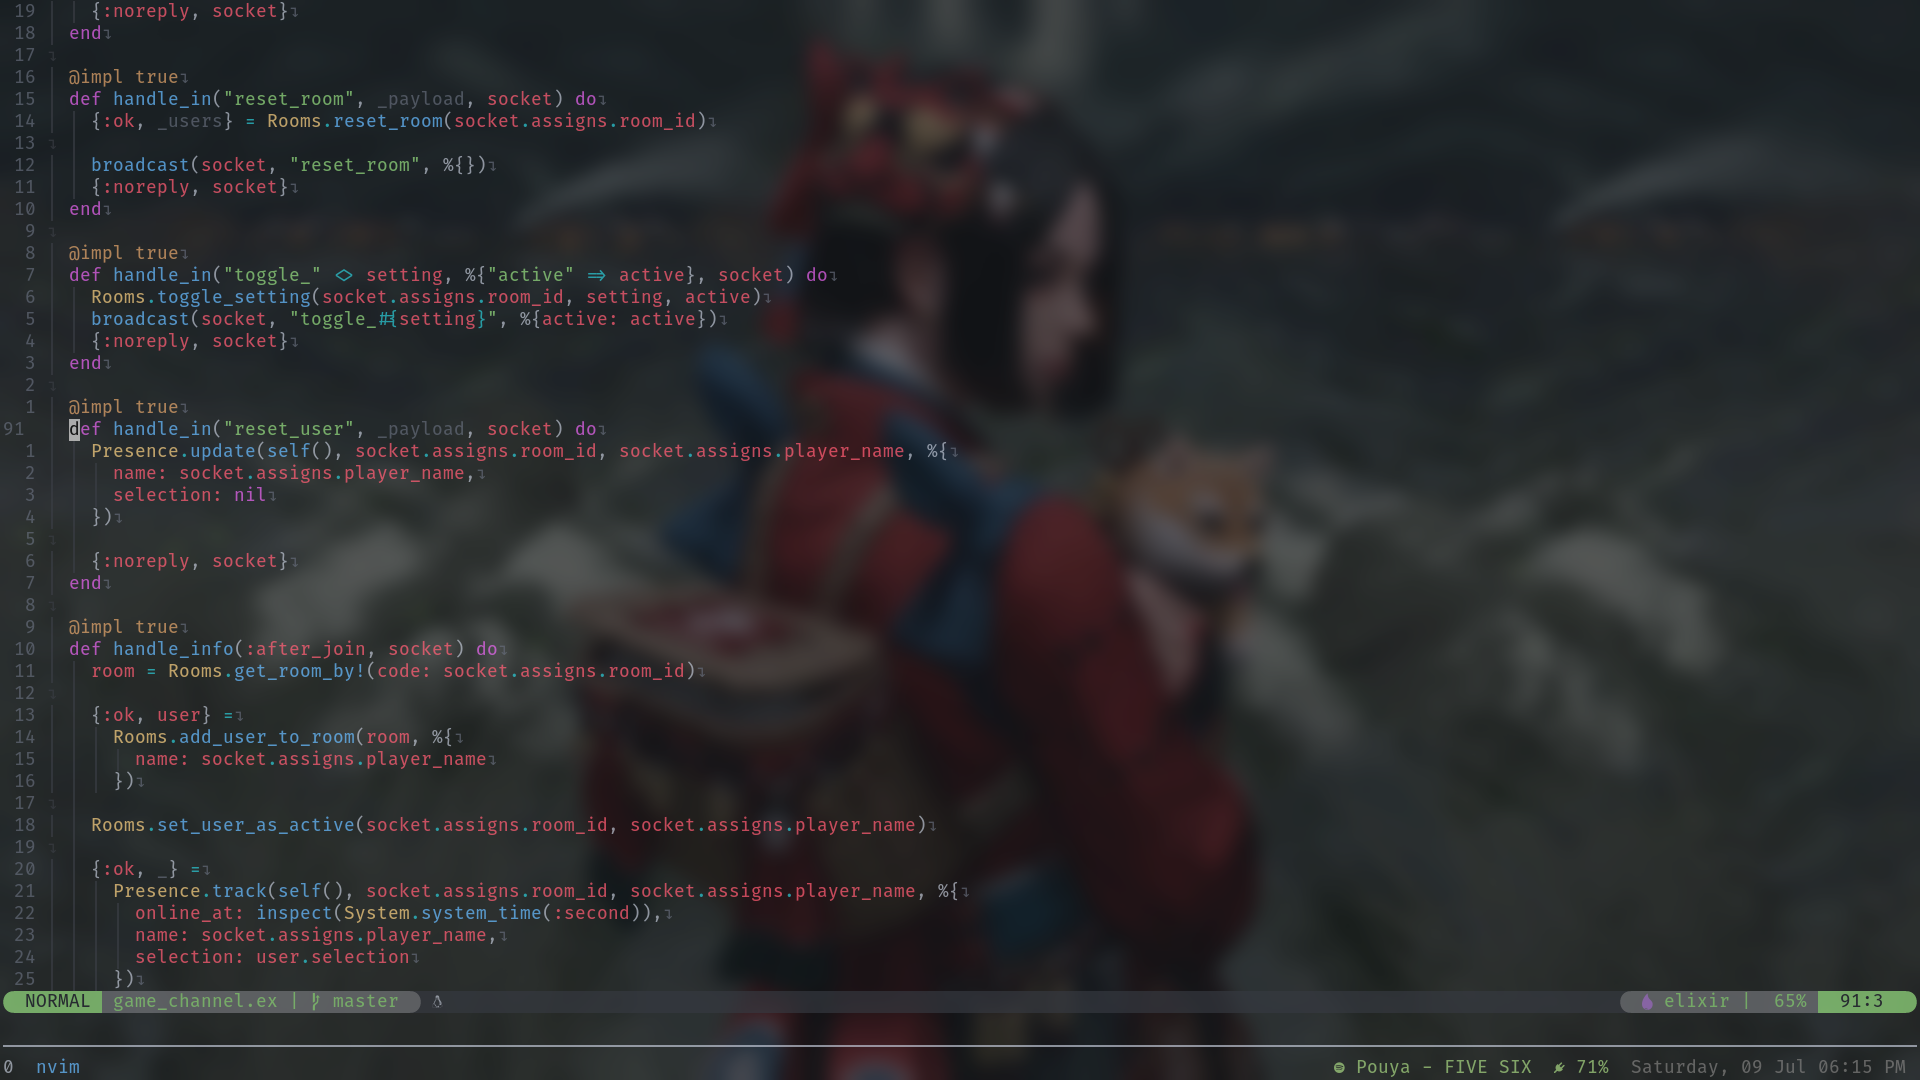 19 {:noreply, socket}
18 end
17
16 @impl true
15 def handle_in("reset_room", _payload, socket) do
14 {:ok, _users} = Rooms.reset_room(socket.assigns.room_id)
13
12 broadcast(socket, "reset_room", %{})
11 {:noreply, socket}
10 end
9
8 @impl true
7 def handle_in("toggle_" <> setting, %{"active" => active}, socket) do
6 Rooms.toggle_setting(socket.assigns.room_id, setting, active)
5 broadcast(socket, "toggle_#{setting}", %{active: active})
4 {:noreply, socket}
3 end
2
1 @impl true
91 def handle_in("reset_user", _payload, socket) do
1 Presence.update(self(), socket.assigns.room_id, socket.assigns.player_name, %{
2 name: socket.assigns.player_name,
3 selection: nil
4 })
5
6 {:noreply, socket}
7 end
8
9 @impl true
10 def handle_info(:after_join, socket) do
11 room = Rooms.get_room_by!(code: socket.assigns.room_id)
12
13 {:ok, user} =
14 Rooms.add_user_to_room(room, %{
15 name: socket.assigns.player_name
16 })
17
18 Rooms.set_user_as_active(socket.assigns.room_id, socket.assigns.player_name)
19
20 {:ok, _} =
21 Presence.track(self(), socket.assigns.room_id, socket.assigns.player_name, %{
22 online_at: inspect(System.system_time(:second)),
23 name: socket.assigns.player_name,
24 selection: user.selection
25 })
NORMAL game_channel.ex | master elixir | 65% 91:3
0 nvim Pouya - FIVE SIX 71% Saturday, 09 Jul 06:15 PM